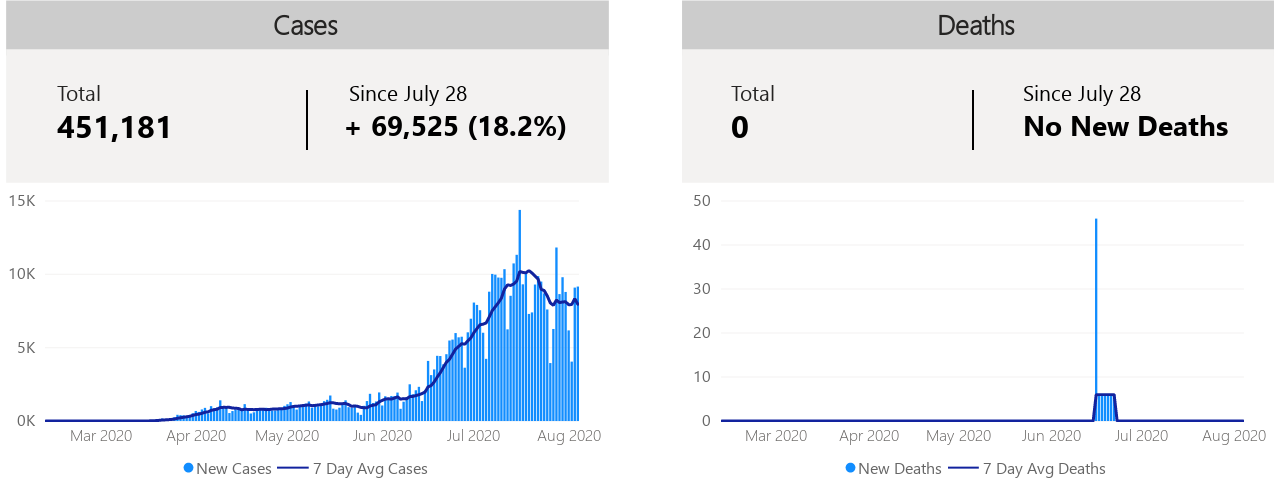 Cases
Total
451,181
Since July 28
+ 69,525 (18.2%)
15K
10K
5K
0K
Mar 2020 Apr 2020 May 2020 Jun 2020 Jul 2020 Aug 2020
New Cases 7 Day Avg Cases
Deaths
Total
0
Since July 28
No New Deaths
50
40
30
20
10
0
Mar 2020 Apr 2020 May 2020 Jun 2020 Jul 2020 Aug 2020
New Deaths 7 Day Avg Deaths